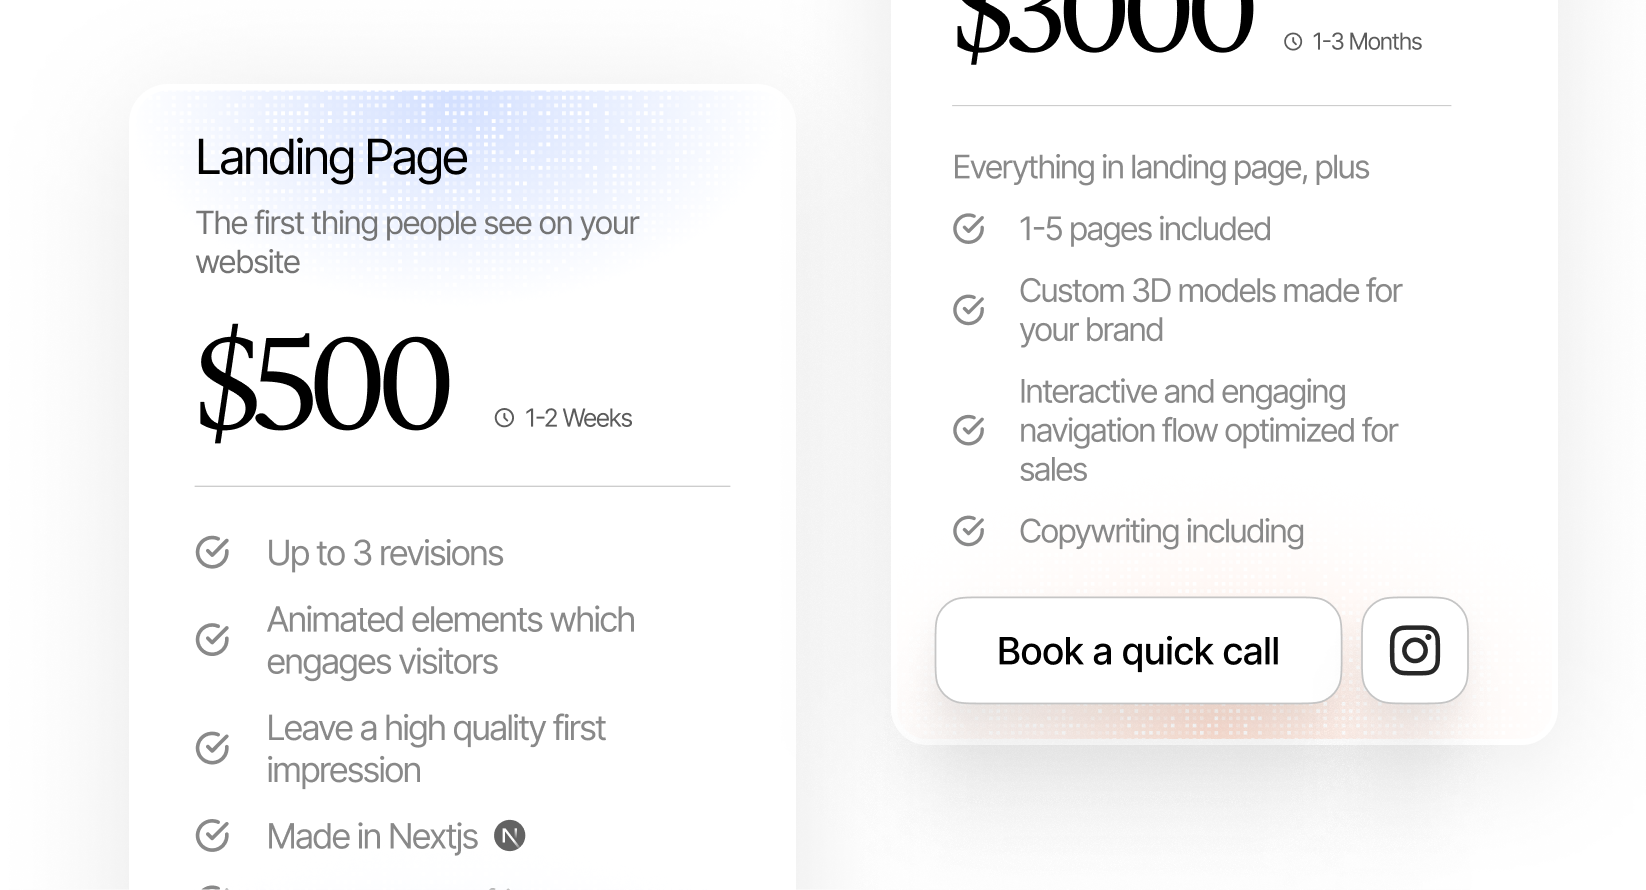 Landing Page
The first thing people see on your
website
$500
1-2 Weeks
Up to 3 revisions
Animated elements which
engages visitors
Leave a high quality first
impression
Made in Nextjs
$3000
1-3 Months
Everything in landing page, plus
1-5 pages included
Custom 3D models made for
your brand
Interactive and engaging
navigation flow optimized for
sales
Copywriting including
Book a quick call